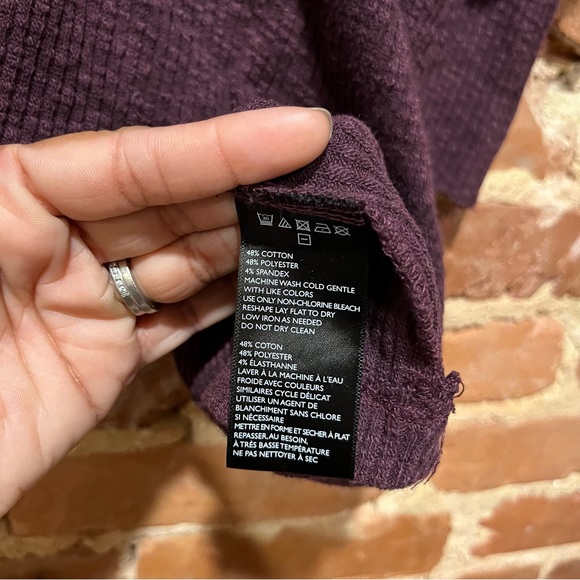 30
48% COTTON
48% POLYESTER
4% SPANDEX
MACHINE WASH COLD GENTLE
WITH LIKE COLORS
USE ONLY NON-CHLORINE BLEACH
RESHAPE LAY FLAT TO DRY
LOW IRON AS NEEDED
DO NOT DRY CLEAN
48% COTON
48% POLYESTER
4% ÉLASTHANNE
LAVER À LA MACHINE À L'EAU
FROIDE AVEC COULEURS
SIMILAIRES CYCLE DÉLICAT
UTILISER UN AGENT DE
BLANCHIMENT SANS CHLORE
SI NÉCESSAIRE
METTRE EN FORME ET SÉCHER À PLAT
REPASSER, AU BESOIN,
À TRÈS BASSE TEMPÉRATURE
NE PAS NETTOYER À SEC